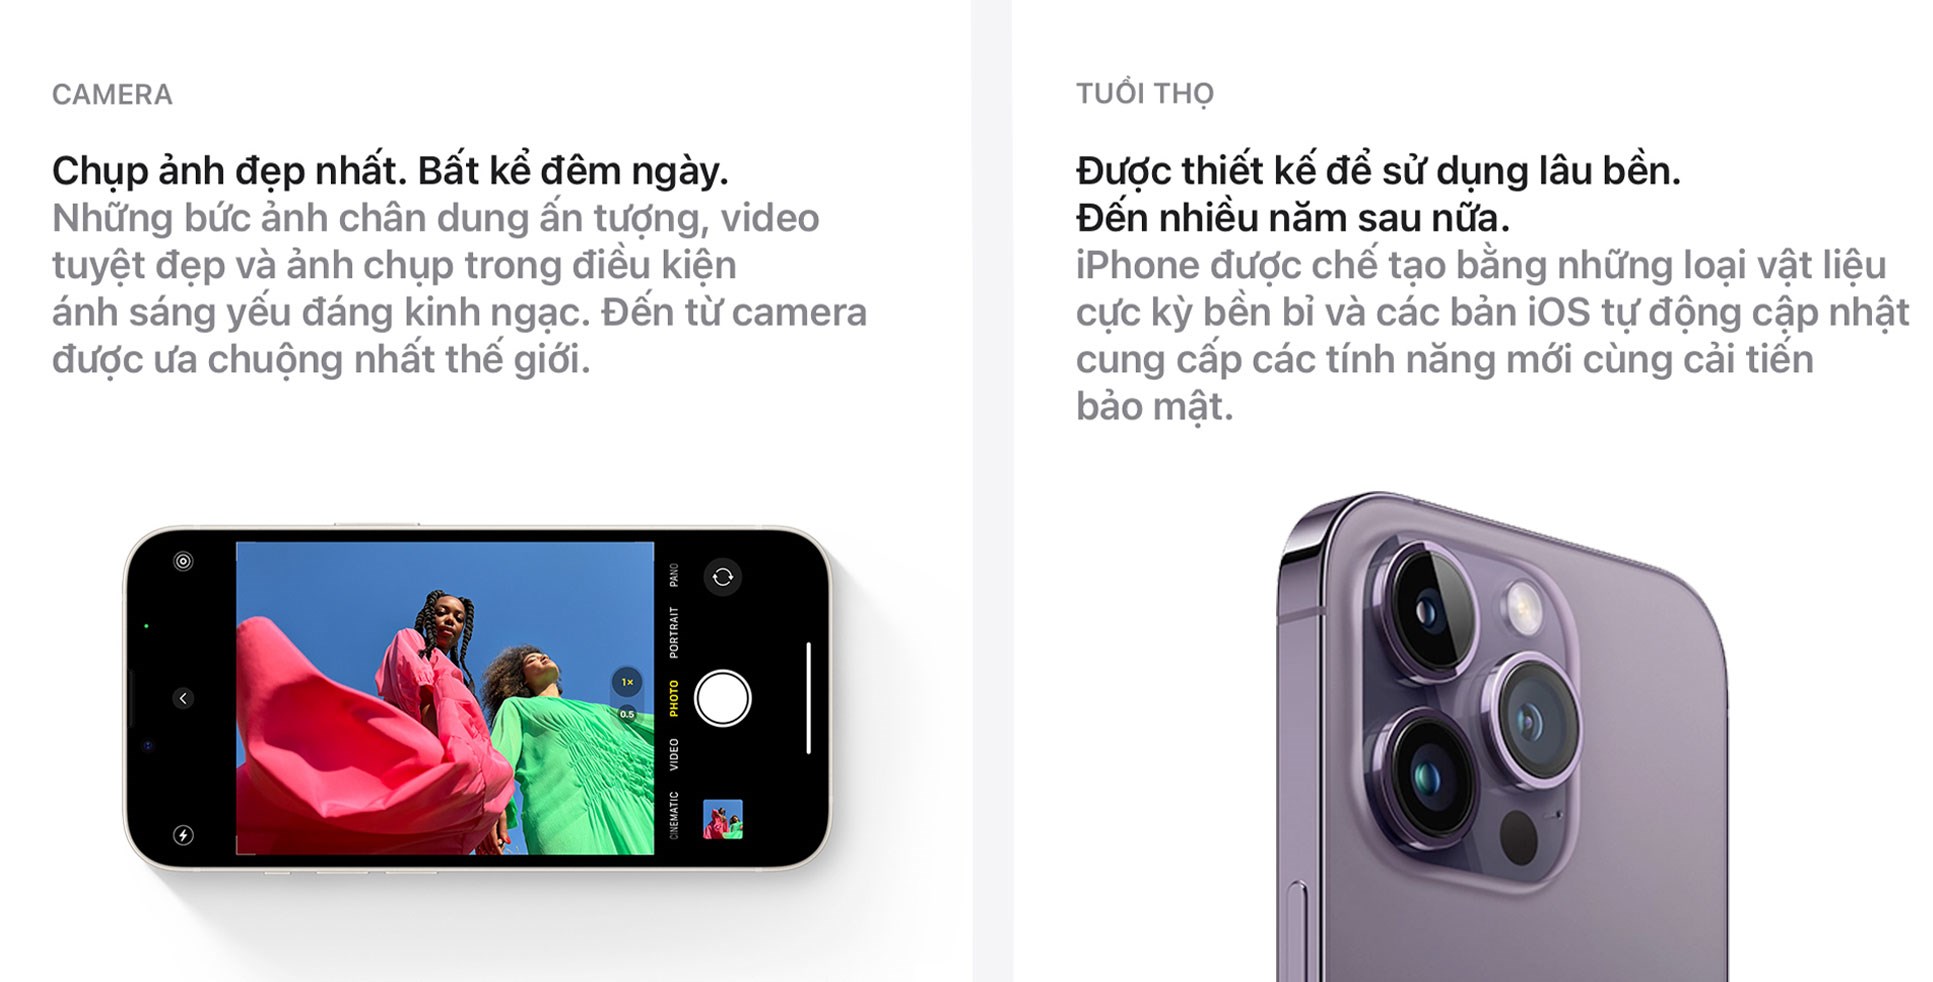 CAMERA
Chụp ảnh đẹp nhất. Bất kể đêm ngày.
Những bức ảnh chân dung ấn tượng, video
tuyệt đẹp và ảnh chụp trong điều kiện
ánh sáng yếu đáng kinh ngạc. Đến từ camera
được ưa chuộng nhất thế giới.
PANO
PORTRAIT
PHOTO
VIDEO
CINEMATIC
1×
0.5
TUỔI THỌ
Được thiết kế để sử dụng lâu bền.
Đến nhiều năm sau nữa.
iPhone được chế tạo bằng những loại vật liệu
cực kỳ bền bỉ và các bản iOS tự động cập nhật
cung cấp các tính năng mới cùng cải tiến
bảo mật.